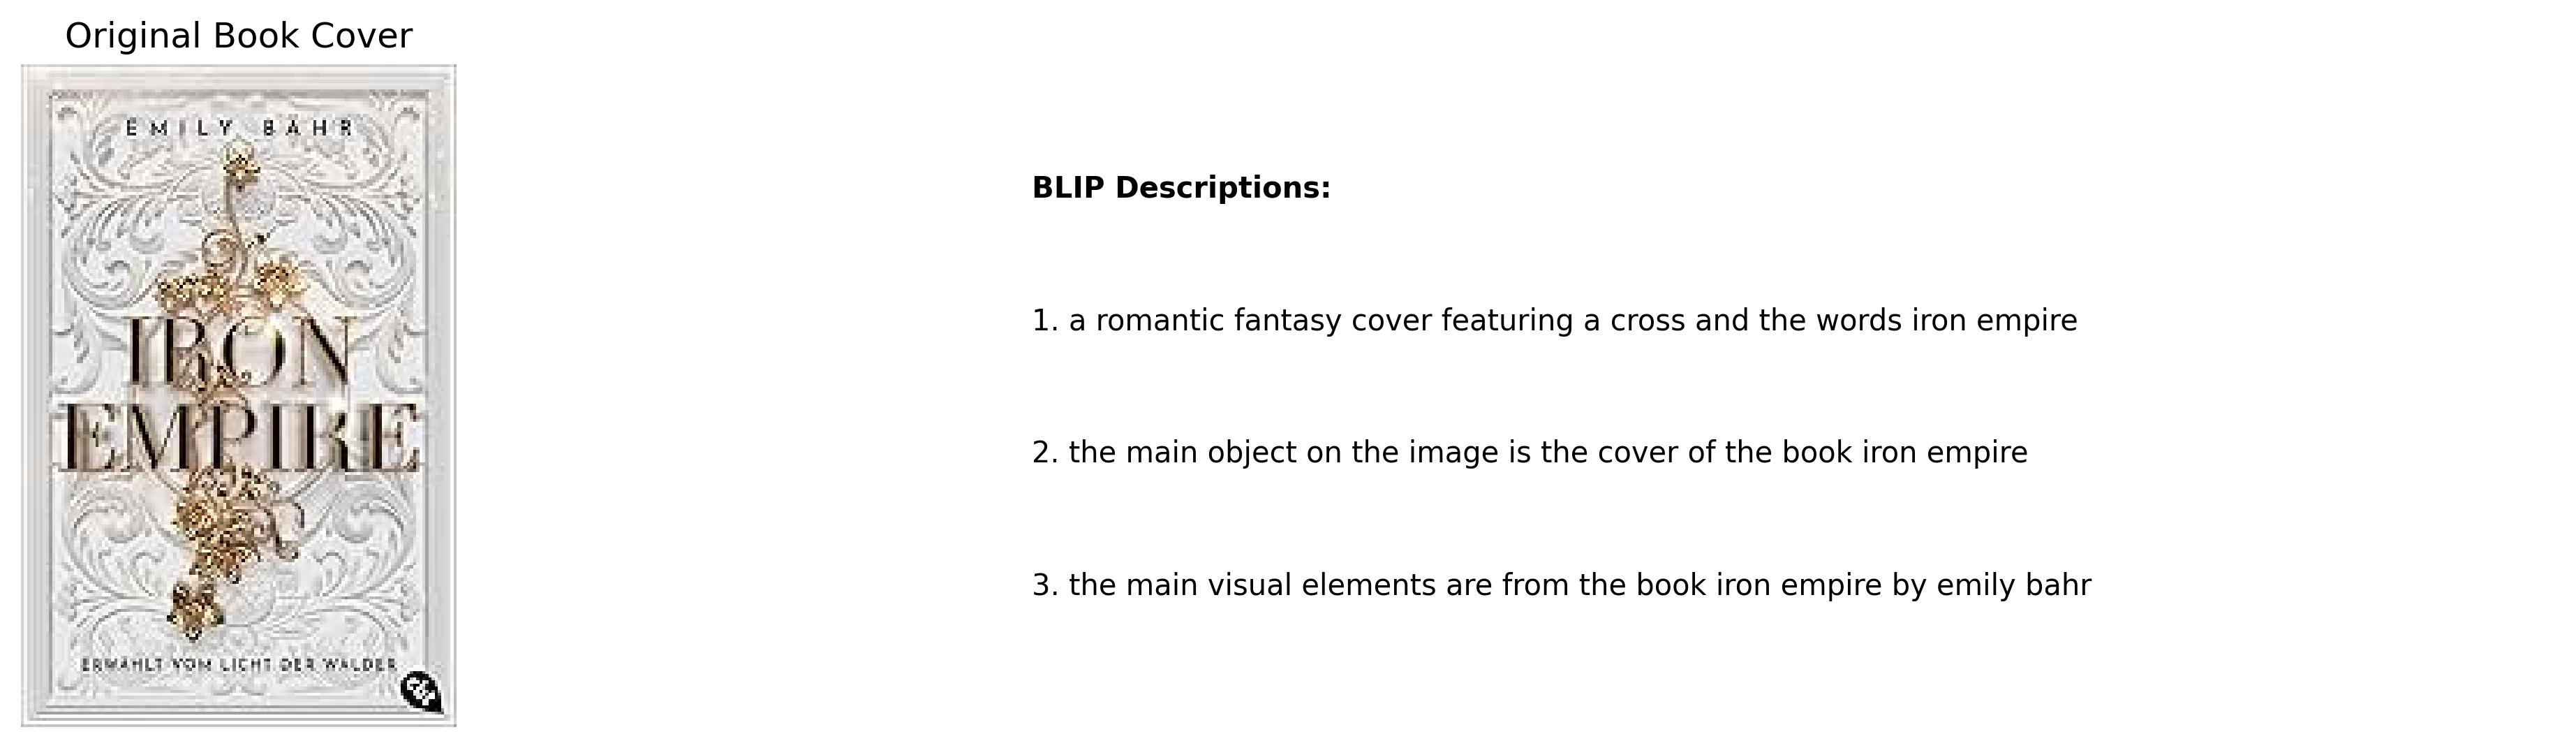 Original Book Cover
EMILY BÄHR
IRON
EMPIRE
ERWÄHLT VOM LICHT DER WÄLDER
BLIP Descriptions:
1. a romantic fantasy cover featuring a cross and the words iron empire
2. the main object on the image is the cover of the book iron empire
3. the main visual elements are from the book iron empire by emily bahr